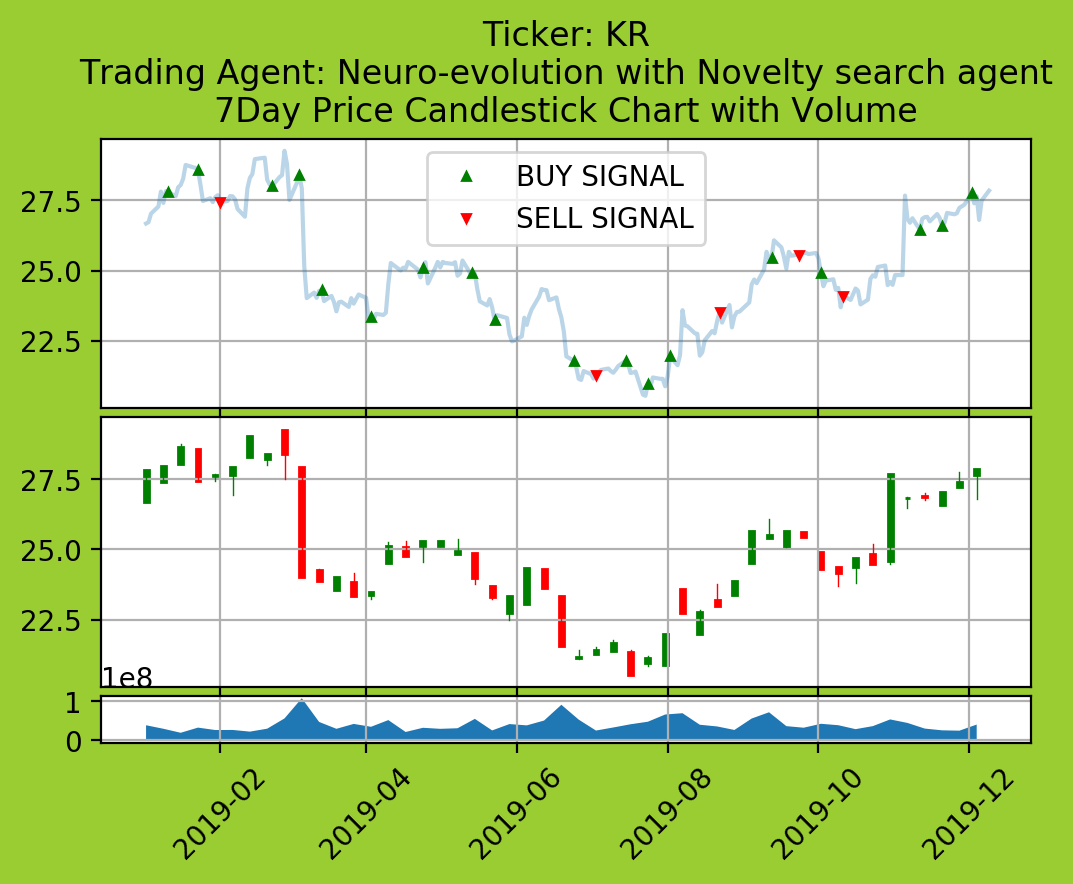 Ticker: KR
Trading Agent: Neuro-evolution with Novelty search agent
7Day Price Candlestick Chart with Volume
BUY SIGNAL
SELL SIGNAL
27.5
25.0
22.5
27.5
25.0
22.5
1e8
1
0
2019-02
2019-04
2019-06
2019-08
2019-10
2019-12